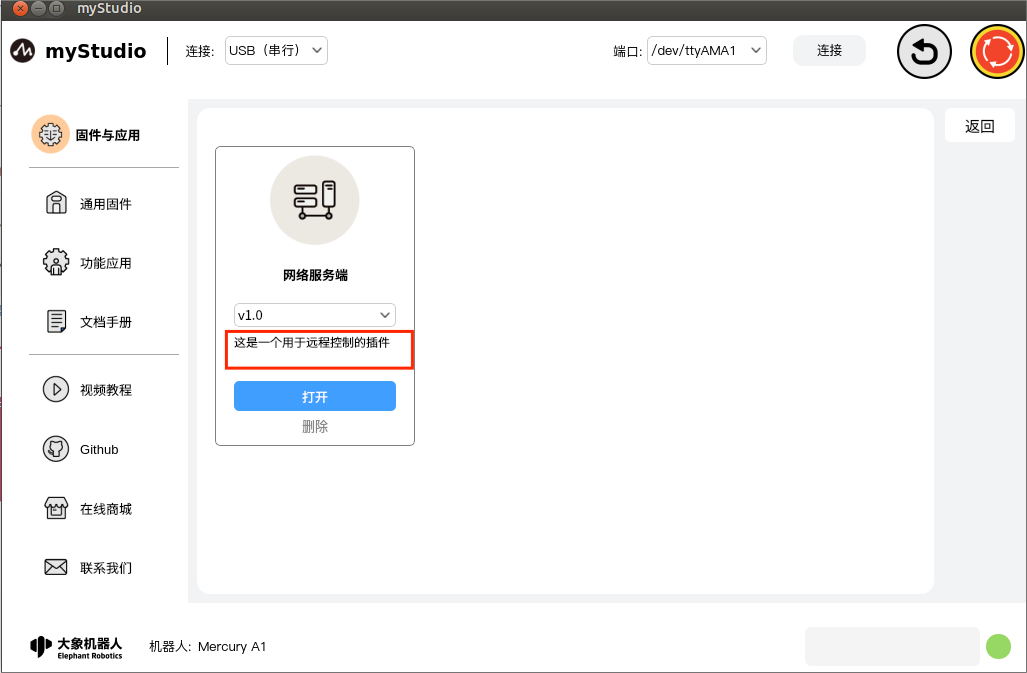 myStudio
myStudio
连接:
USB（串行）
端口:
/dev/ttyAMA1
连接
固件与应用
返回
通用固件
功能应用
文档手册
视频教程
Github
在线商城
联系我们
网络服务端
v1.0
这是一个用于远程控制的插件
打开
删除
大象机器人
Elephant Robotics
机器人: Mercury A1